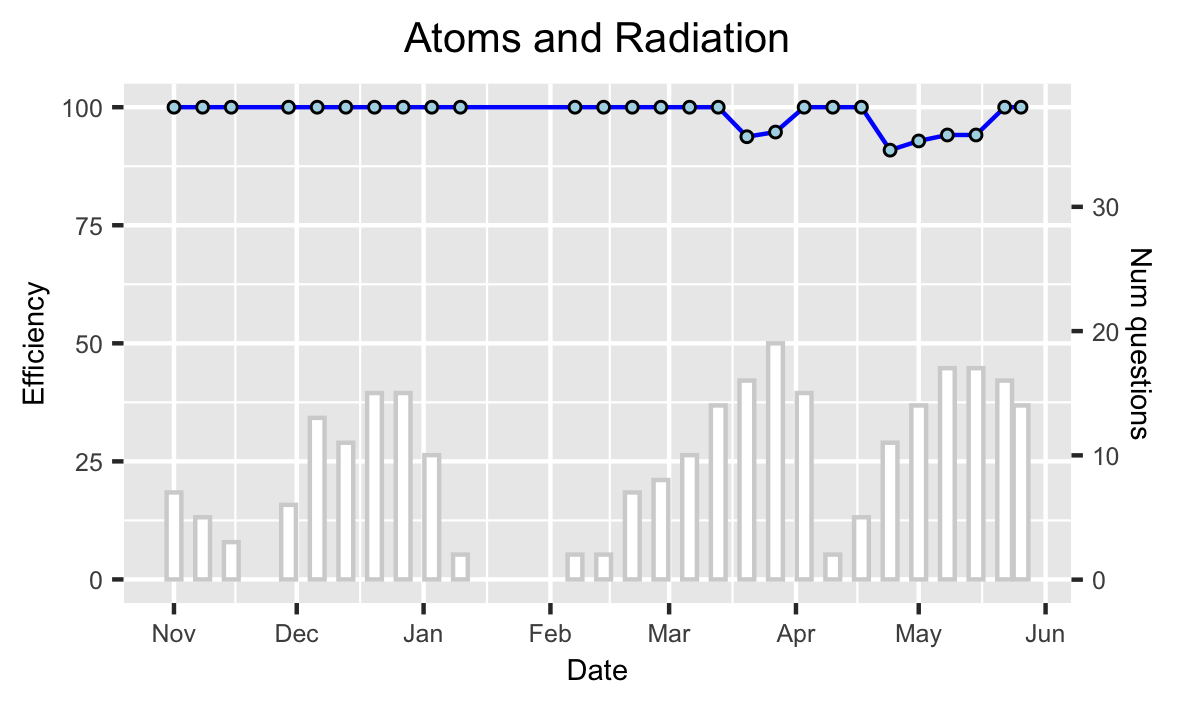 Atoms and Radiation
100
75
50
25
0
Efficiency
30
20
10
0
Num questions
Nov Dec Jan Feb Mar Apr May Jun
Date